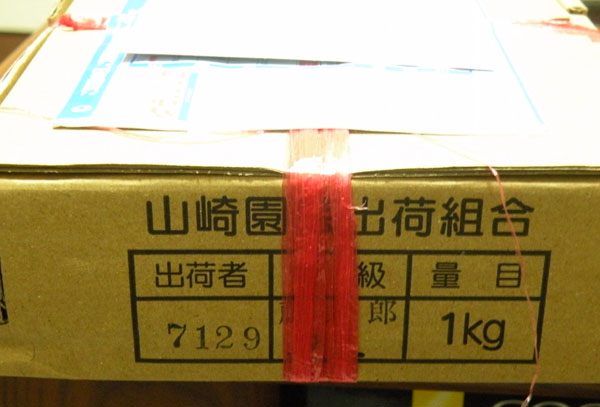 山崎園 出荷組合
出荷者 級 量目
7129 郎 1kg